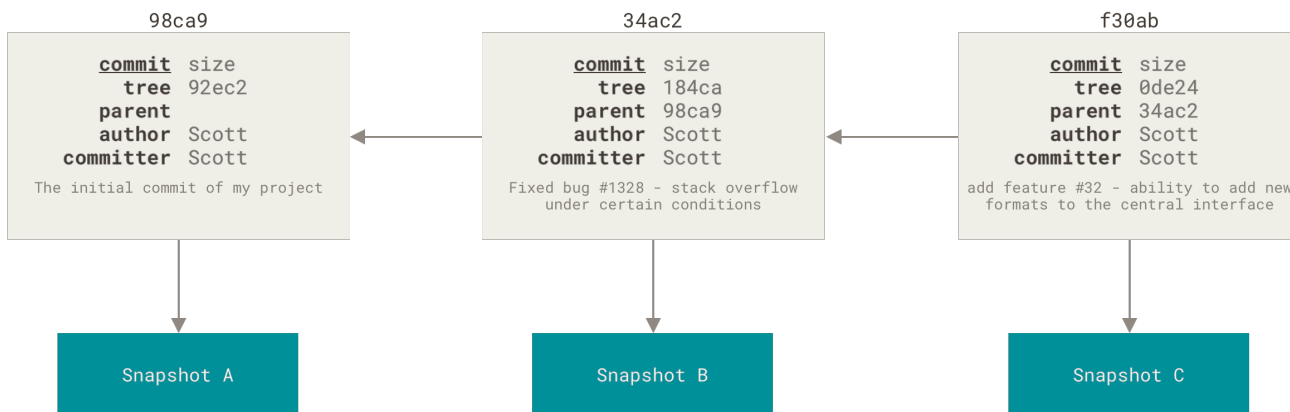 98ca9
commit size
tree 92ec2
parent
author Scott
committer Scott
The initial commit of my project
Snapshot A
34ac2
commit size
tree 184ca
parent 98ca9
author Scott
committer Scott
Fixed bug #1328 - stack overflow
under certain conditions
Snapshot B
f30ab
commit size
tree 0de24
parent 34ac2
author Scott
committer Scott
add feature #32 - ability to add new
formats to the central interface
Snapshot C